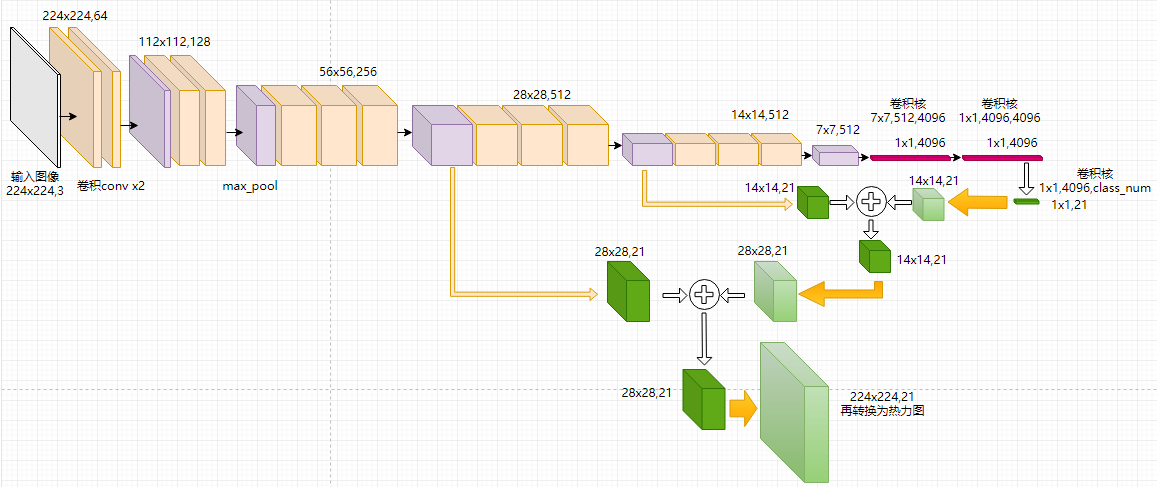 224x224,64
112x112,128
56x56,256
28x28,512
14x14,512
7x7,512
卷积核
7x7,512,4096
1x1,4096
卷积核
1x1,4096,4096
1x1,4096
输入图像
224x224,3
卷积conv x2
max_pool
卷积核
1x1,4096,class_num
1x1,21
14x14,21
14x14,21
14x14,21
28x28,21
28x28,21
28x28,21
224x224,21
再转换为热力图